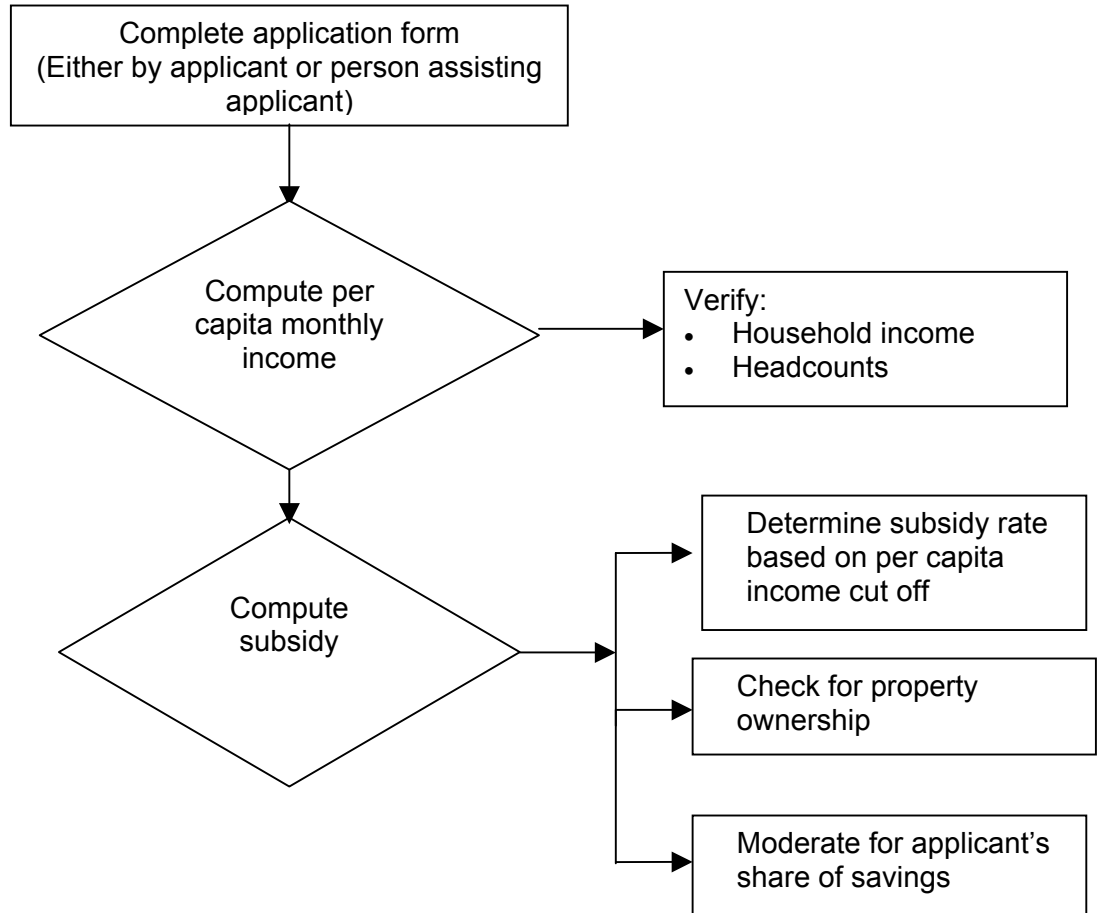 Complete application form
(Either by applicant or person assisting
applicant)
Compute per
capita monthly
income
Verify:
• Household income
• Headcounts
Compute
subsidy
Determine subsidy rate
based on per capita
income cut off
Check for property
ownership
Moderate for applicant’s
share of savings